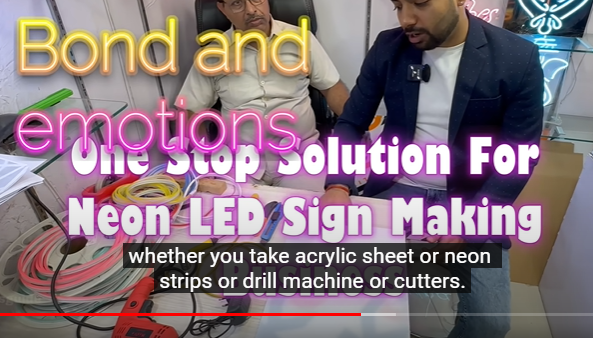 Bond and
emotions
One Stop Solution For
Neon LED Sign Making
Business
whether you take acrylic sheet or neon
strips or drill machine or cutters.